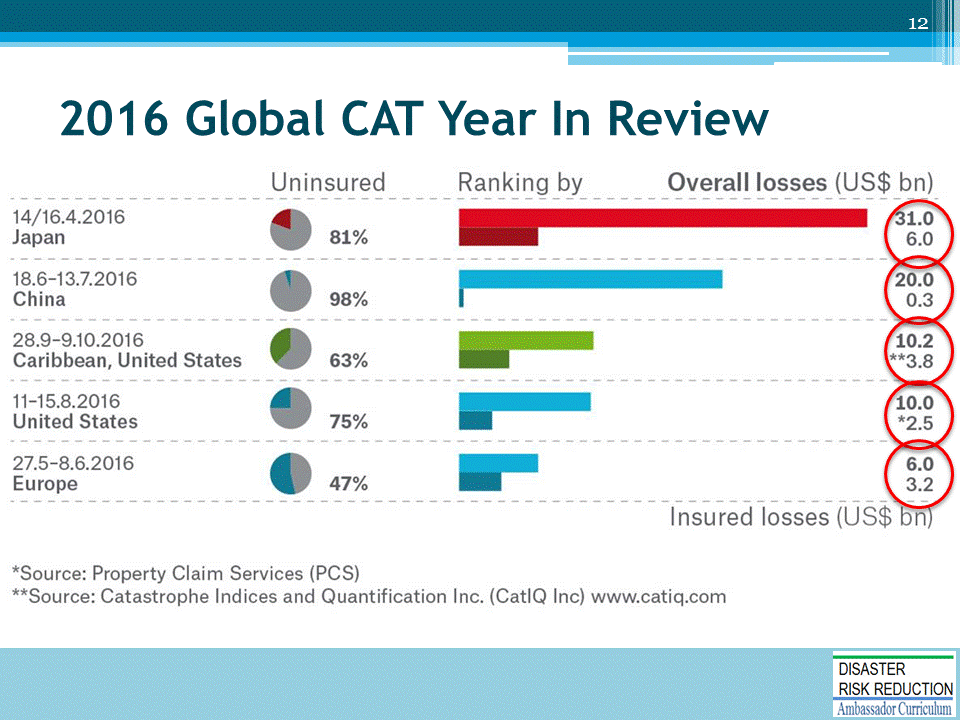 12
2016 Global CAT Year In Review
Uninsured Ranking by Overall losses (US$ bn)
14/16.4.2016 31.0
Japan 81% 6.0
18.6–13.7.2016 20.0
China 98% 0.3
28.9–9.10.2016 10.2
Caribbean, United States 63% **3.8
11–15.8.2016 10.0
United States 75% *2.5
27.5–8.6.2016 6.0
Europe 47% 3.2
Insured losses (US$ bn)
*Source: Property Claim Services (PCS)
**Source: Catastrophe Indices and Quantification Inc. (CatIQ Inc) www.catiq.com
DISASTER
RISK REDUCTION
Ambassador Curriculum